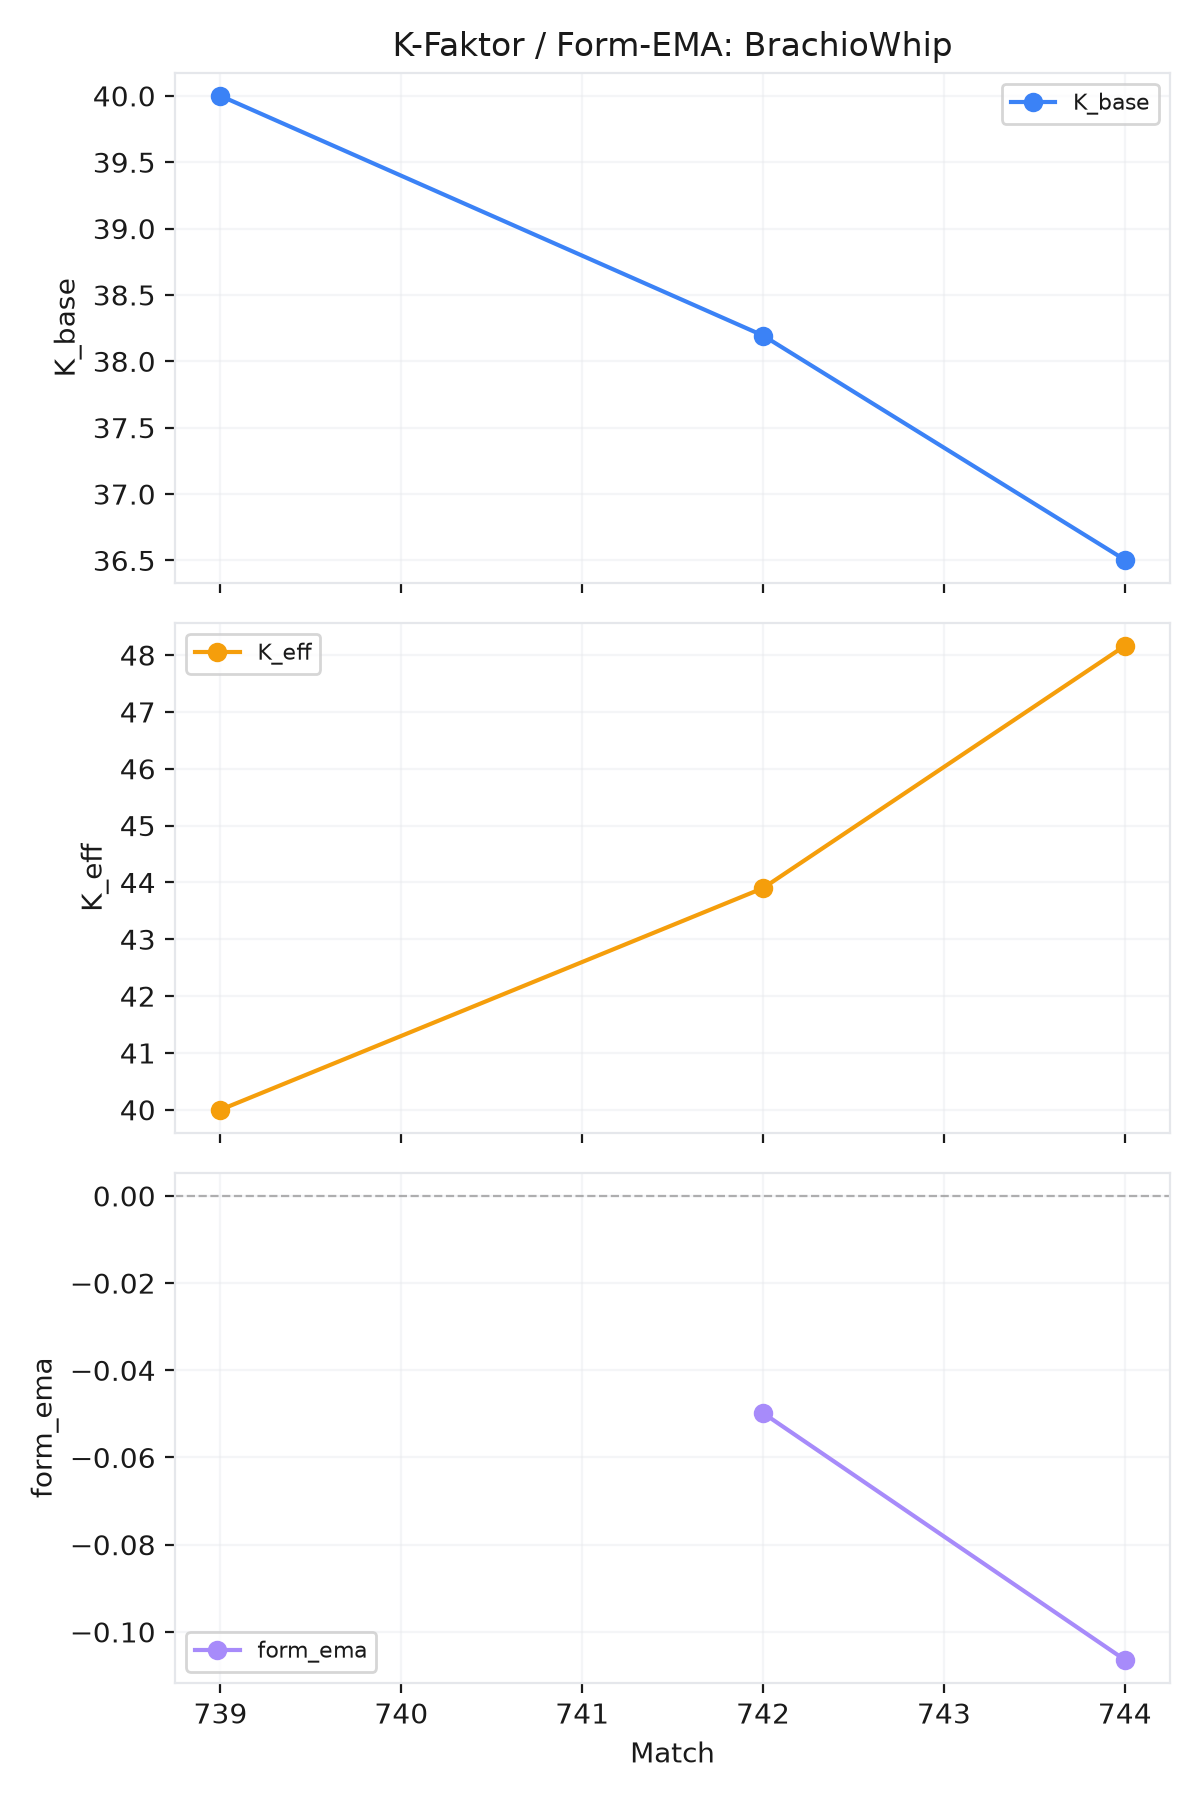 K-Faktor / Form-EMA: BrachioWhip
K_base
K_base
40.0
39.5
39.0
38.5
38.0
37.5
37.0
36.5
K_eff
K_eff
48
47
46
45
44
43
42
41
40
form_ema
0.00
−0.02
−0.04
−0.06
−0.08
−0.10
form_ema
739 740 741 742 743 744
Match